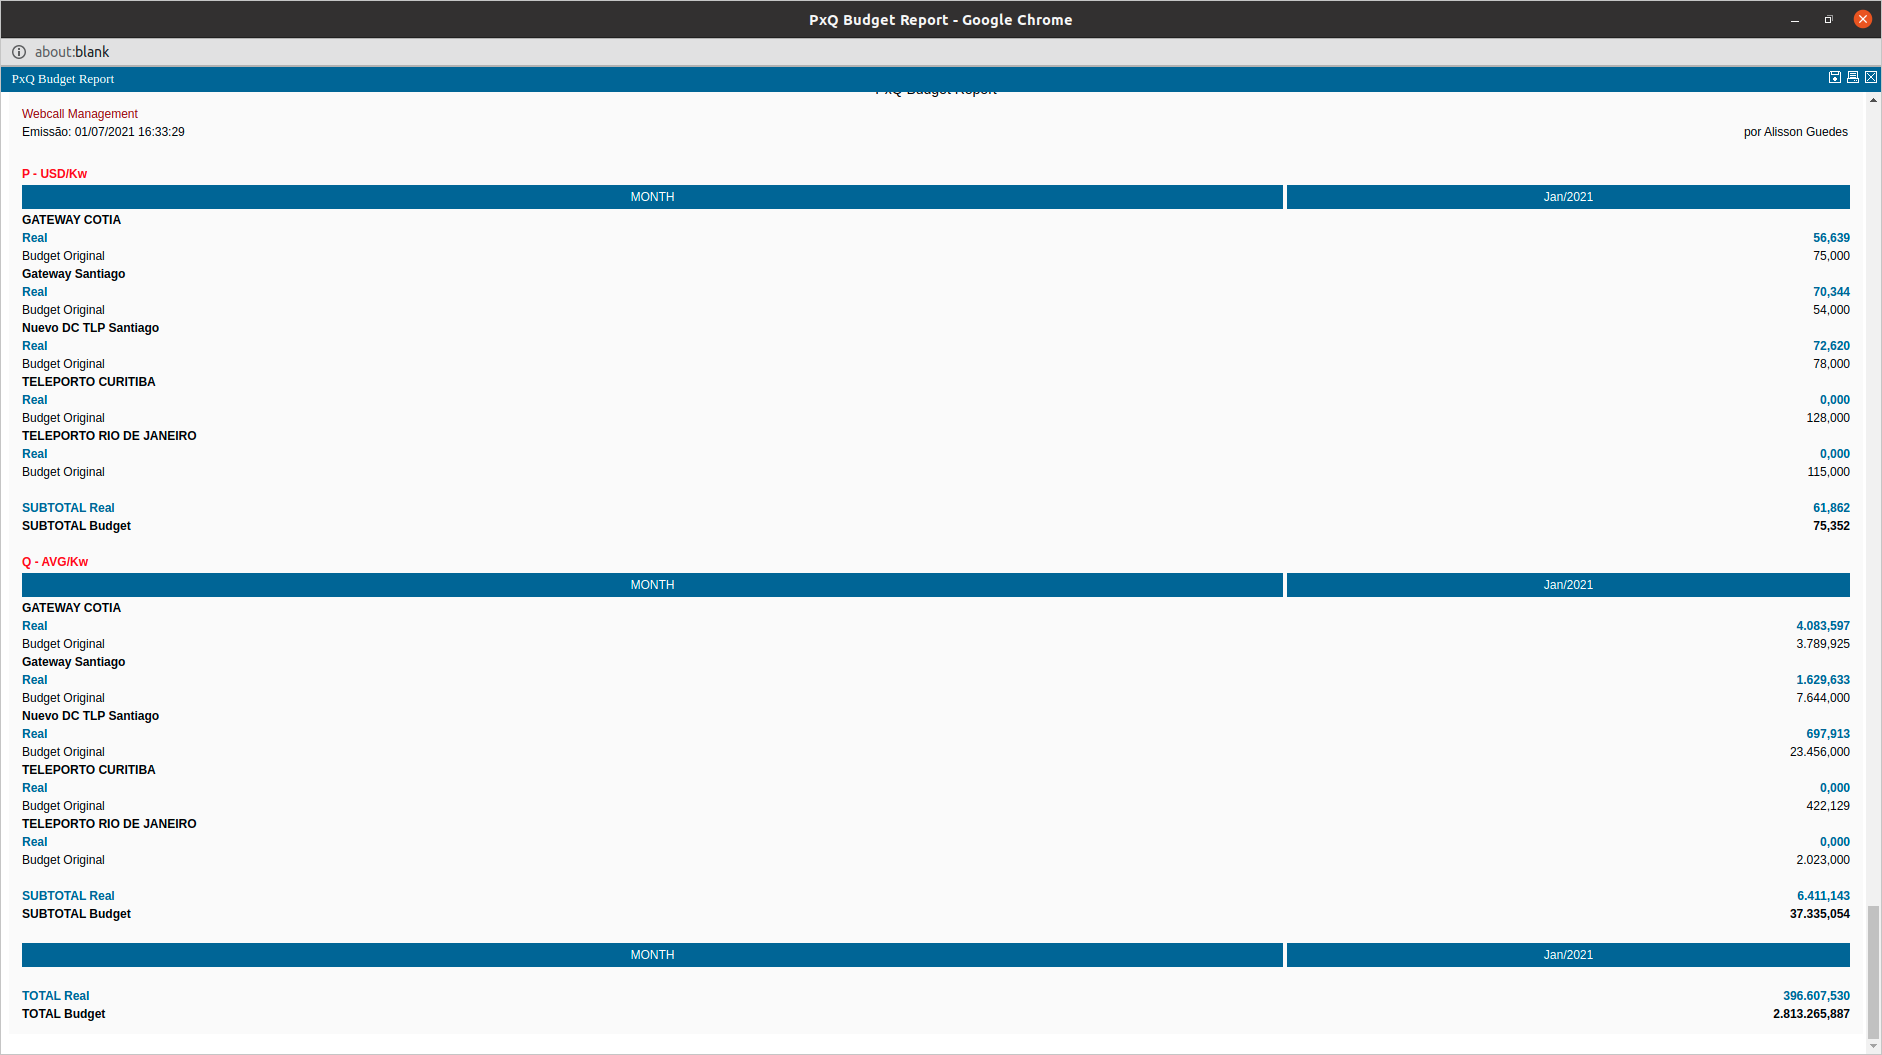 PxQ Budget Report - Google Chrome
about:blank
PxQ Budget Report
PxQ Budget Report
Webcall Management
Emissão: 01/07/2021 16:33:29 por Alisson Guedes
P - USD/Kw
MONTH Jan/2021
GATEWAY COTIA
Real 56,639
Budget Original 75,000
Gateway Santiago
Real 70,344
Budget Original 54,000
Nuevo DC TLP Santiago
Real 72,620
Budget Original 78,000
TELEPORTO CURITIBA
Real 0,000
Budget Original 128,000
TELEPORTO RIO DE JANEIRO
Real 0,000
Budget Original 115,000
SUBTOTAL Real 61,862
SUBTOTAL Budget 75,352
Q - AVG/Kw
MONTH Jan/2021
GATEWAY COTIA
Real 4.083,597
Budget Original 3.789,925
Gateway Santiago
Real 1.629,633
Budget Original 7.644,000
Nuevo DC TLP Santiago
Real 697,913
Budget Original 23.456,000
TELEPORTO CURITIBA
Real 0,000
Budget Original 422,129
TELEPORTO RIO DE JANEIRO
Real 0,000
Budget Original 2.023,000
SUBTOTAL Real 6.411,143
SUBTOTAL Budget 37.335,054
MONTH Jan/2021
TOTAL Real 396.607,530
TOTAL Budget 2.813.265,887